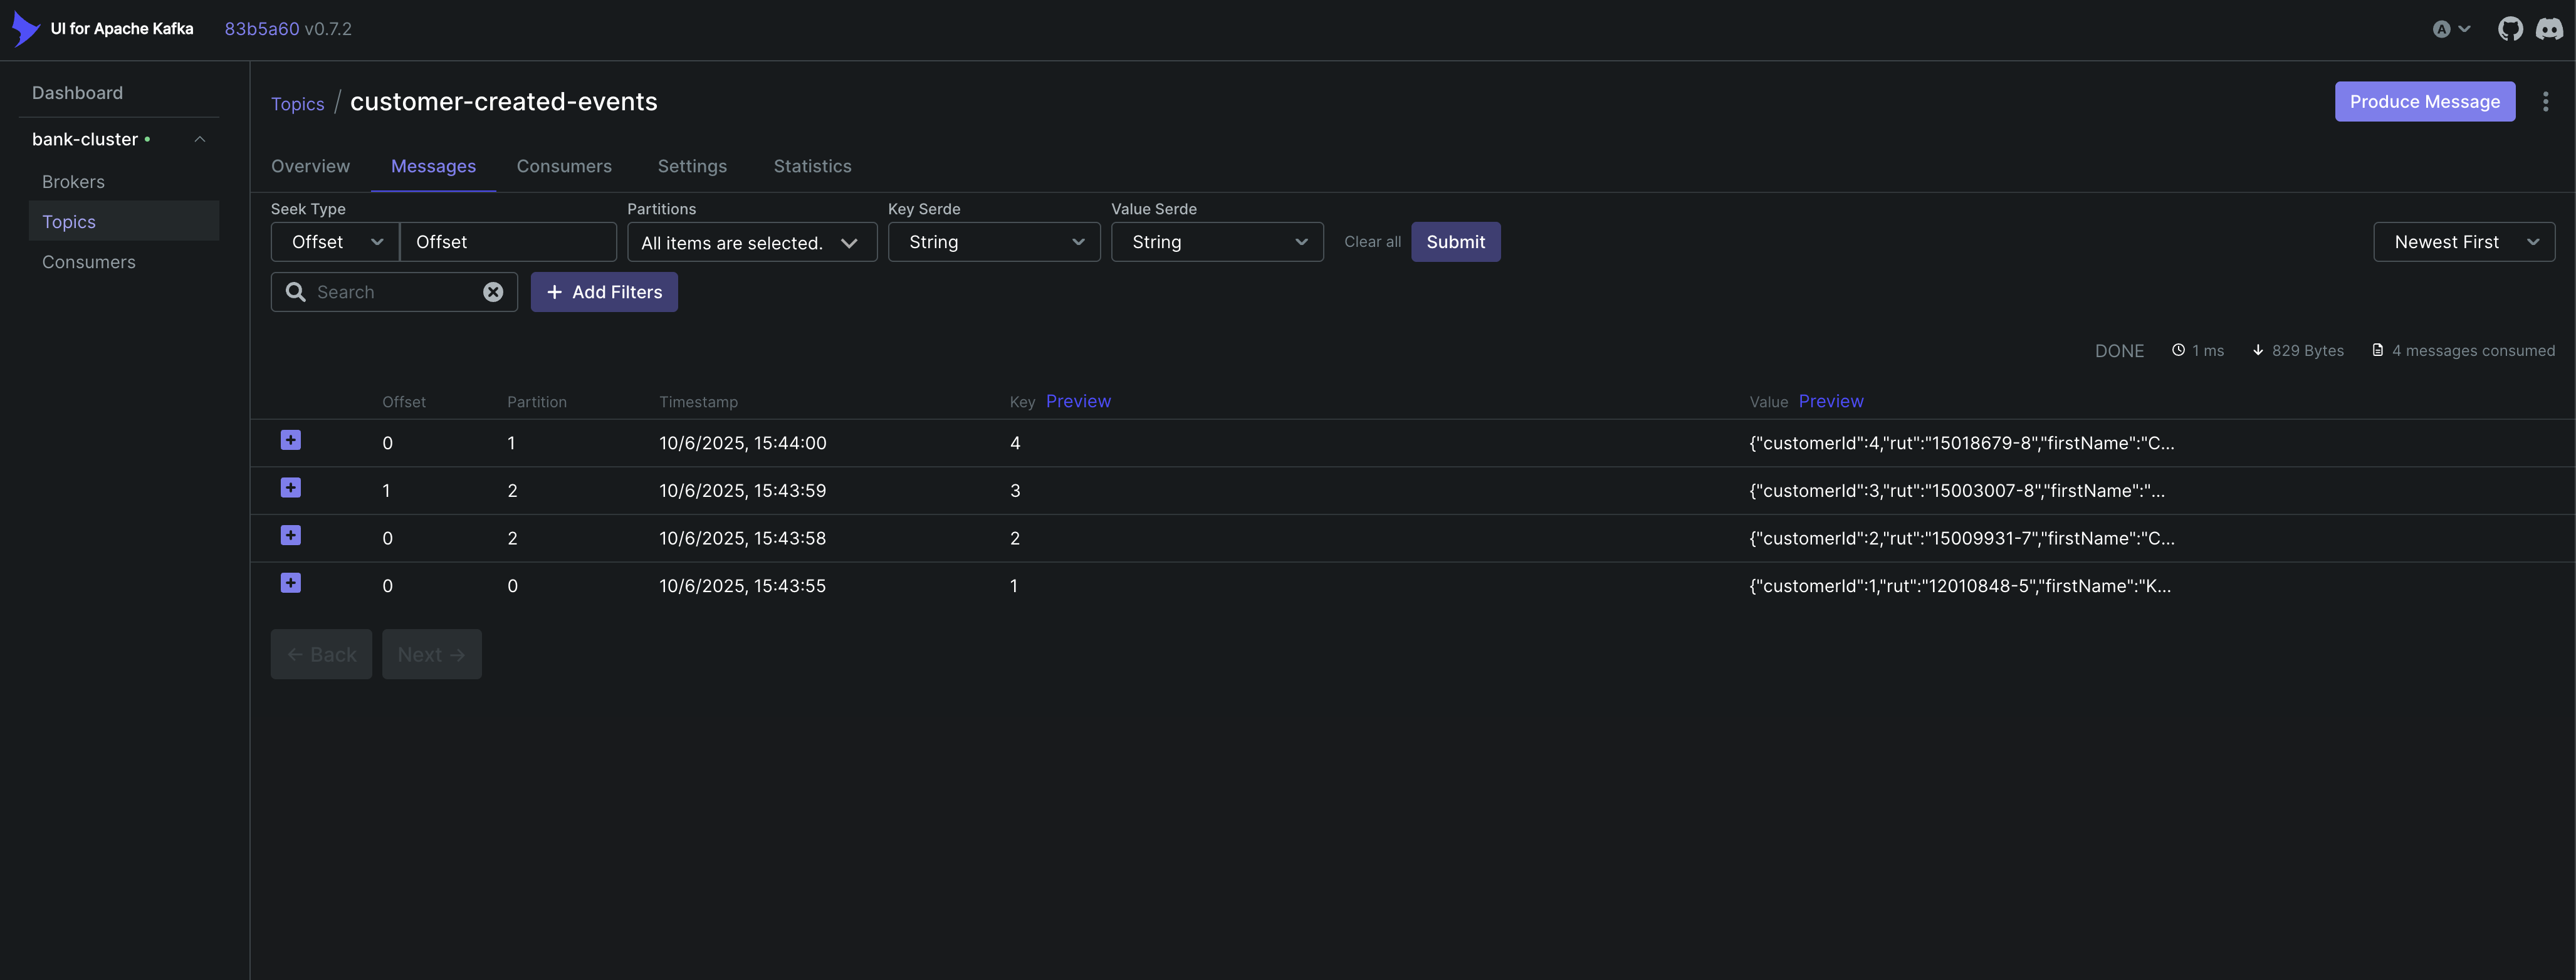 UI for Apache Kafka 83b5a60 v0.7.2 A
Dashboard
bank-cluster
Brokers
Topics
Consumers
Topics / customer-created-events
Produce Message
Overview Messages Consumers Settings Statistics
Seek Type Partitions Key Serde Value Serde
Offset Offset All items are selected. String String Clear all Submit Newest First
Search Add Filters
DONE 1 ms 829 Bytes 4 messages consumed
Offset Partition Timestamp Key Preview Value Preview
0 1 10/6/2025, 15:44:00 4 {"customerId":4,"rut":"15018679-8","firstName":"C...
1 2 10/6/2025, 15:43:59 3 {"customerId":3,"rut":"15003007-8","firstName":"...
0 2 10/6/2025, 15:43:58 2 {"customerId":2,"rut":"15009931-7","firstName":"C...
0 0 10/6/2025, 15:43:55 1 {"customerId":1,"rut":"12010848-5","firstName":"K...
← Back Next →